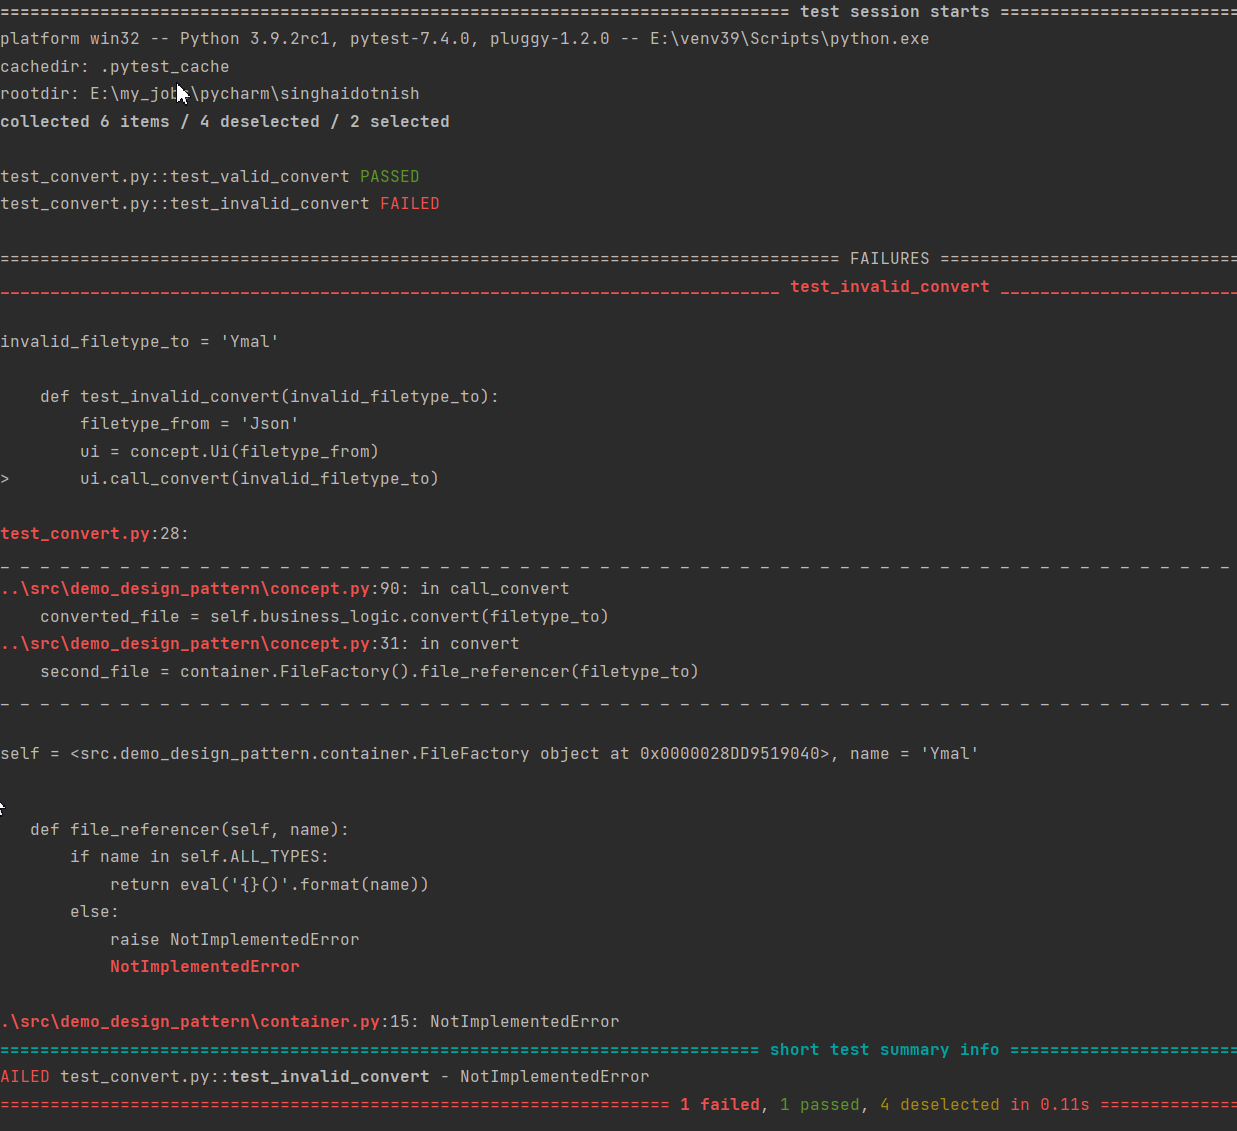 =============================================================================== test session starts ========================
platform win32 -- Python 3.9.2rc1, pytest-7.4.0, pluggy-1.2.0 -- E:\venv39\Scripts\python.exe
cachedir: .pytest_cache
rootdir: E:\my_jobs\pycharm\singhaidotnish
collected 6 items / 4 deselected / 2 selected
test_convert.py::test_valid_convert PASSED
test_convert.py::test_invalid_convert FAILED
==================================================================================== FAILURES ==============================
______________________________________________________________________________ test_invalid_convert ________________________
invalid_filetype_to = 'Ymal'
def test_invalid_convert(invalid_filetype_to):
filetype_from = 'Json'
ui = concept.Ui(filetype_from)
> ui.call_convert(invalid_filetype_to)
test_convert.py:28:
_ _ _ _ _ _ _ _ _ _ _ _ _ _ _ _ _ _ _ _ _ _ _ _ _ _ _ _ _ _ _ _ _ _ _ _ _ _ _ _ _ _ _ _ _ _ _ _ _ _ _ _ _ _ _ _ _ _ _ _ _ _
..\src\demo_design_pattern\concept.py:90: in call_convert
converted_file = self.business_logic.convert(filetype_to)
..\src\demo_design_pattern\concept.py:31: in convert
second_file = container.FileFactory().file_referencer(filetype_to)
_ _ _ _ _ _ _ _ _ _ _ _ _ _ _ _ _ _ _ _ _ _ _ _ _ _ _ _ _ _ _ _ _ _ _ _ _ _ _ _ _ _ _ _ _ _ _ _ _ _ _ _ _ _ _ _ _ _ _ _ _ _
self = <src.demo_design_pattern.container.FileFactory object at 0x0000028DD9519040>, name = 'Ymal'
def file_referencer(self, name):
if name in self.ALL_TYPES:
return eval('{}()'.format(name))
else:
raise NotImplementedError
NotImplementedError
.\src\demo_design_pattern\container.py:15: NotImplementedError
============================================================================ short test summary info =======================
AILED test_convert.py::test_invalid_convert - NotImplementedError
=================================================================== 1 failed, 1 passed, 4 deselected in 0.11s ==============